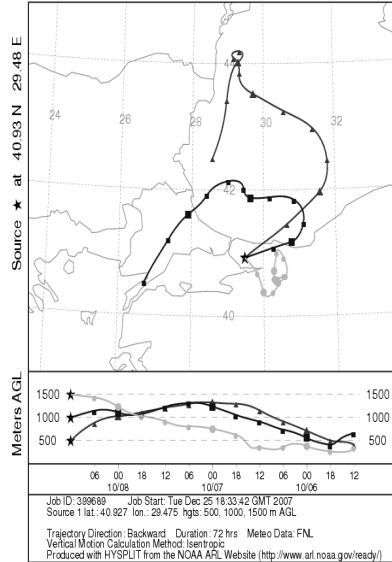 Source ★ at 40.93 N 29.48 E
44
24
26
28
30
32
42
40
Meters AGL
1500 1500
1000 1000
500 500
06 00 18 12 06 00 18 12 06 00 18 12
10/08 10/07 10/06
Job ID: 399689 Job Start: Tue Dec 25 18:33:42 GMT 2007
Source 1 lat.: 40.927 lon.: 29.475 hgts: 500, 1000, 1500 m AGL
Trajectory Direction: Backward Duration: 72 hrs Meteo Data: FNL
Vertical Motion Calculation Method: Isentropic
Produced with HYSPLIT from the NOAA ARL Website (http://www.arl.noaa.gov/ready/)